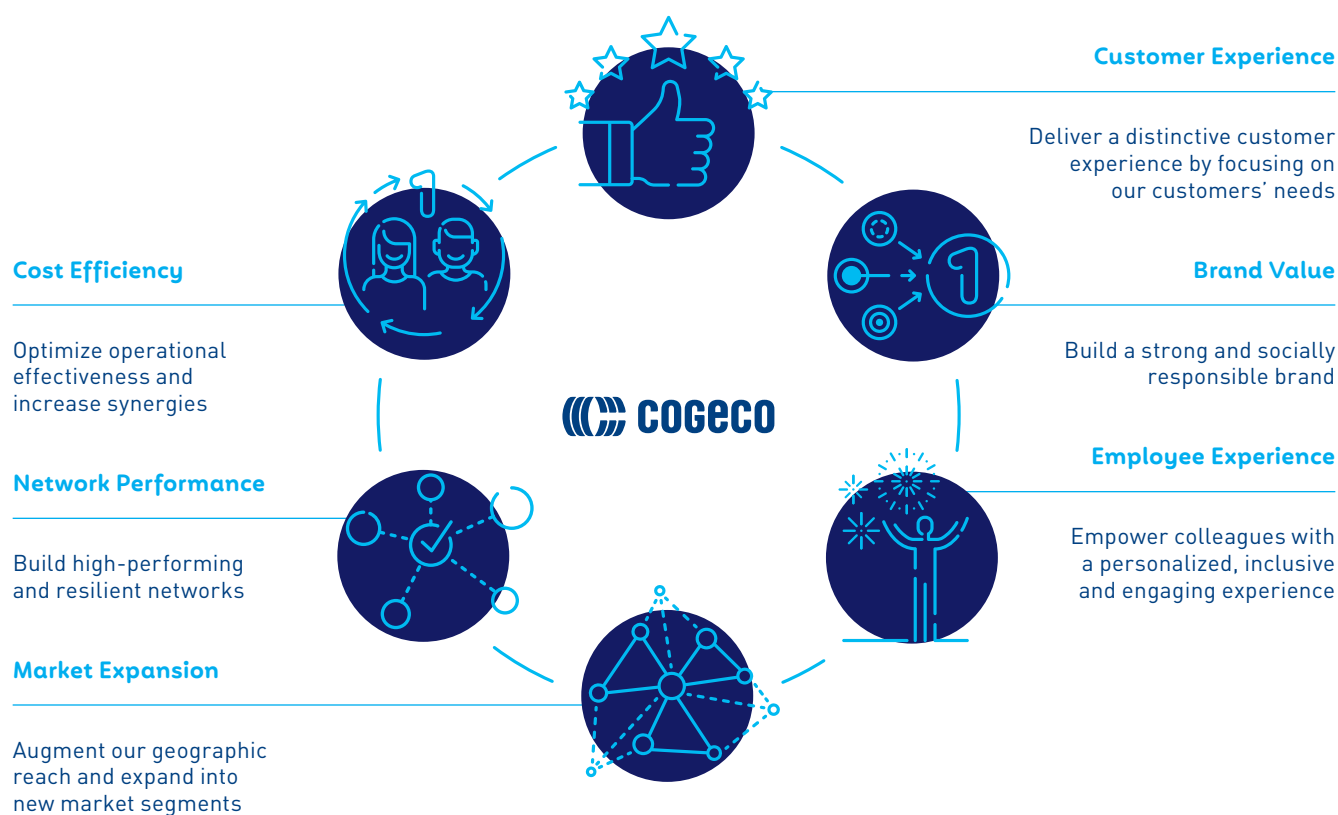 Customer Experience
Deliver a distinctive customer
experience by focusing on
our customers’ needs
Cost Efficiency
Optimize operational
effectiveness and
increase synergies
Brand Value
Build a strong and socially
responsible brand
cogeco
Network Performance
Build high-performing
and resilient networks
Employee Experience
Empower colleagues with
a personalized, inclusive
and engaging experience
Market Expansion
Augment our geographic
reach and expand into
new market segments
1
1